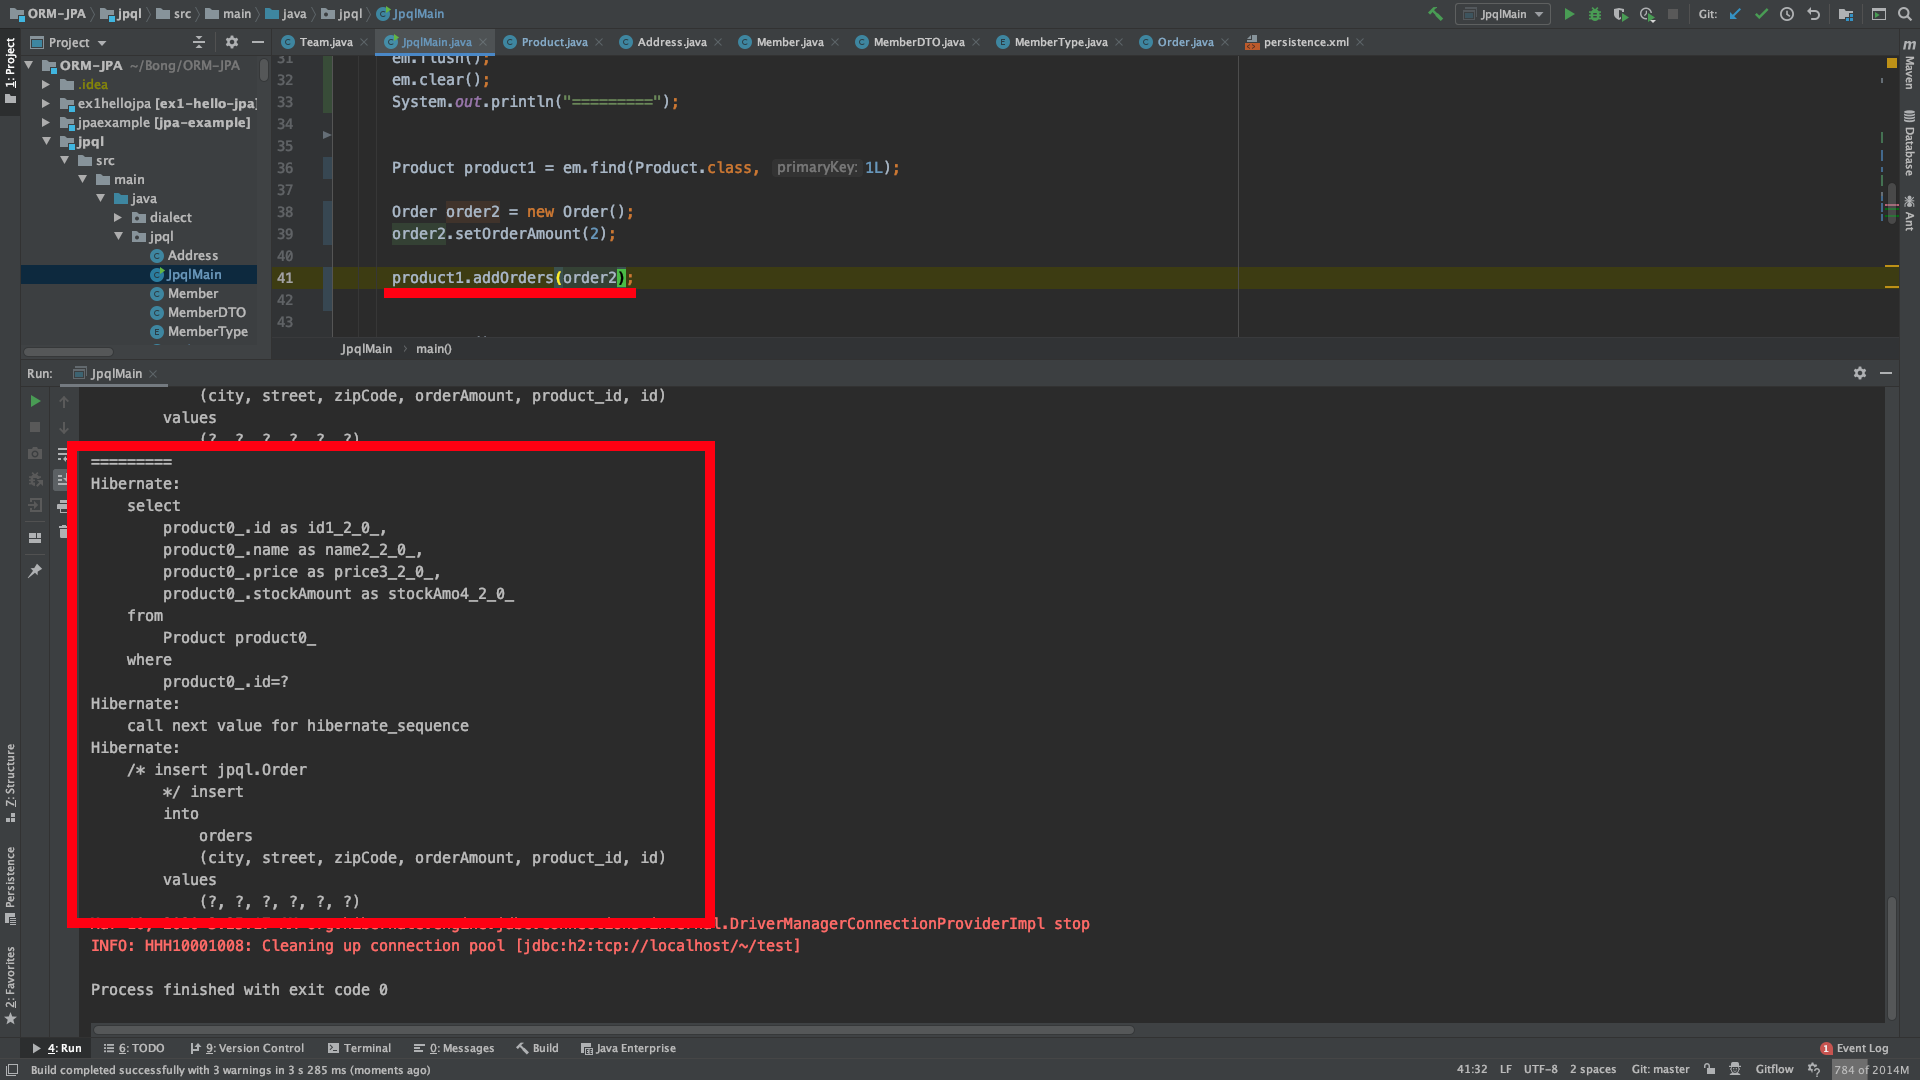 ORM-JPA jpql src main java jpql JpqlMain
JpqlMain Git:
1: Project
Project
Team.java JpqlMain.java Product.java Address.java Member.java MemberDTO.java MemberType.java Order.java persistence.xml
ORM-JPA ~/Bong/ORM-JPA
.idea
ex1hellojpa [ex1-hello-jpa]
jpaexample [jpa-example]
jpql
src
main
java
dialect
jpql
Address
JpqlMain
Member
MemberDTO
MemberType
31 em.flush();
32 em.clear();
33 System.out.println("=========");
34
35
36 Product product1 = em.find(Product.class, primaryKey: 1L);
37
38 Order order2 = new Order();
39 order2.setOrderAmount(2);
40
41 product1.addOrders(order2);
42
43
JpqlMain main()
m Maven
Database
Ant
Run: JpqlMain
(city, street, zipCode, orderAmount, product_id, id)
values
(?, ?, ?, ?, ?, ?)
=========
Hibernate:
select
product0_.id as id1_2_0_,
product0_.name as name2_2_0_,
product0_.price as price3_2_0_,
product0_.stockAmount as stockAmo4_2_0_
from
Product product0_
where
product0_.id=?
Hibernate:
call next value for hibernate_sequence
Hibernate:
/* insert jpql.Order
*/ insert
into
orders
(city, street, zipCode, orderAmount, product_id, id)
values
(?, ?, ?, ?, ?, ?)
.DriverManagerConnectionProviderImpl stop
INFO: HHH10001008: Cleaning up connection pool [jdbc:h2:tcp://localhost/~/test]
Process finished with exit code 0
Z: Structure
Persistence
2: Favorites
4: Run 6: TODO 9: Version Control Terminal 0: Messages Build Java Enterprise 1 Event Log
Build completed successfully with 3 warnings in 3 s 285 ms (moments ago) 41:32 LF UTF-8 2 spaces Git: master Gitflow 784 of 2014M